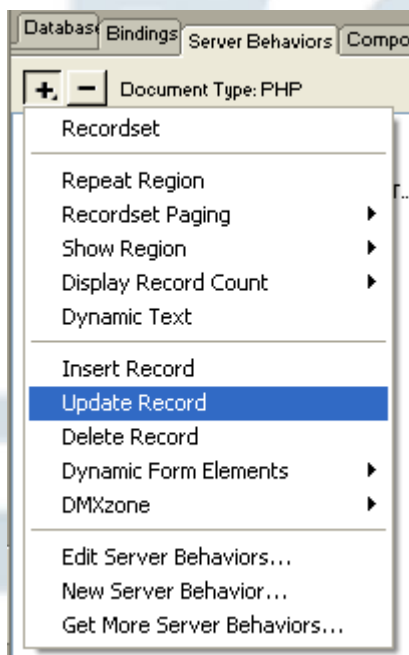 Databas Bindings Server Behaviors Compo
Document Type: PHP
Recordset
Repeat Region
Recordset Paging
Show Region
Display Record Count
Dynamic Text
Insert Record
Update Record
Delete Record
Dynamic Form Elements
DMXzone
Edit Server Behaviors...
New Server Behavior...
Get More Server Behaviors...